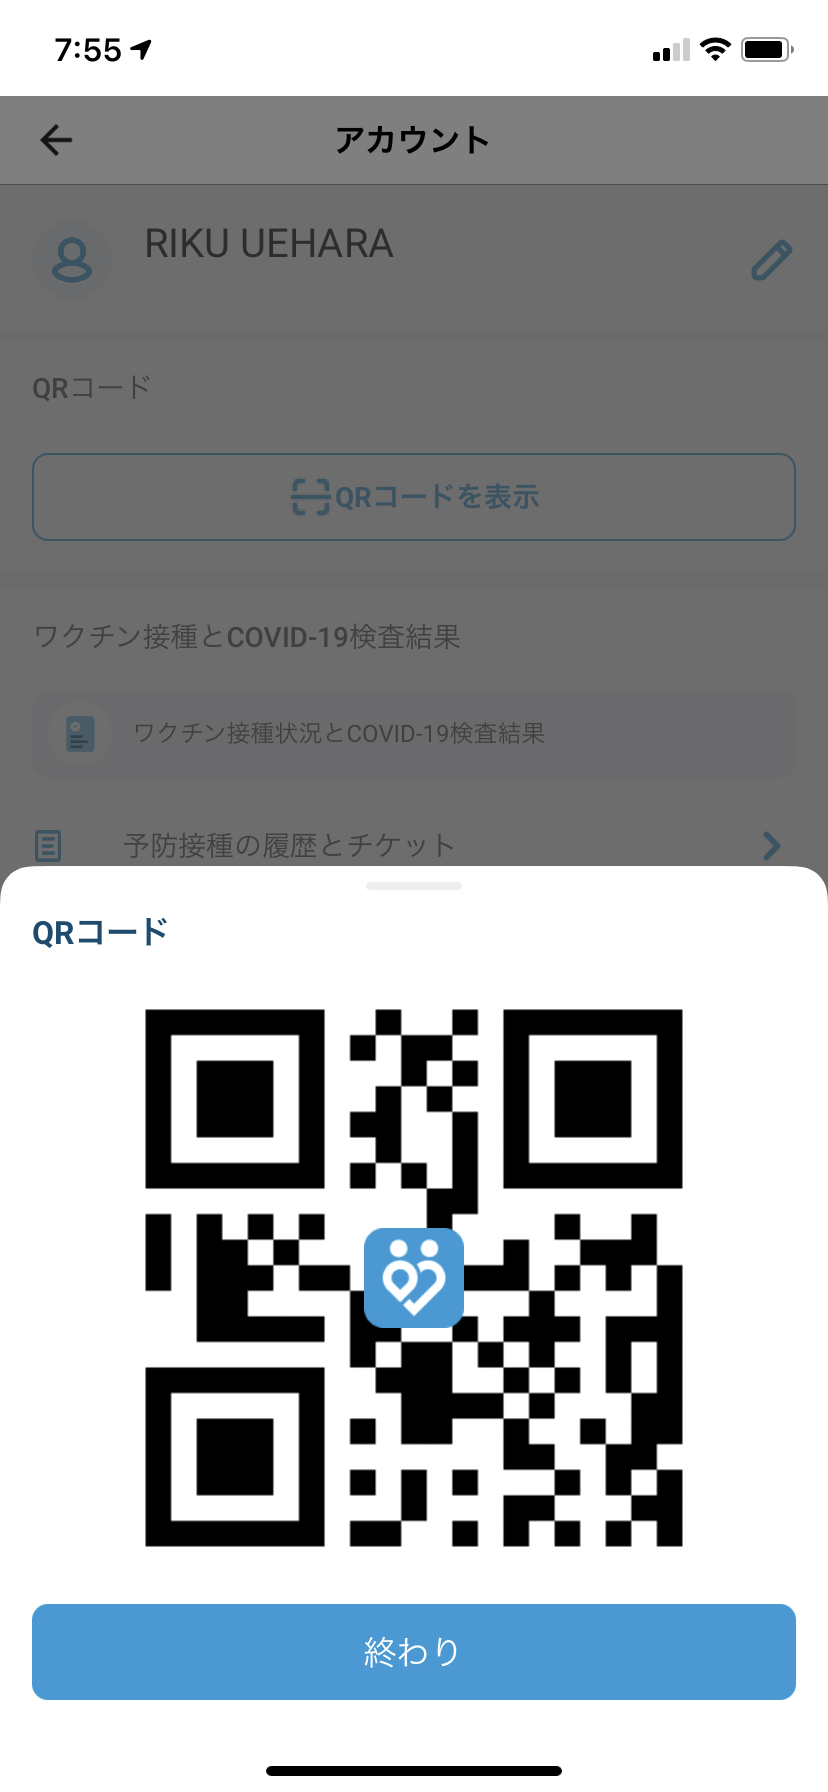 7:55
アカウント
RIKU UEHARA
QRコード
QRコードを表示
ワクチン接種とCOVID-19検査結果
ワクチン接種状況とCOVID-19検査結果
予防接種の履歴とチケット
QRコード
終わり